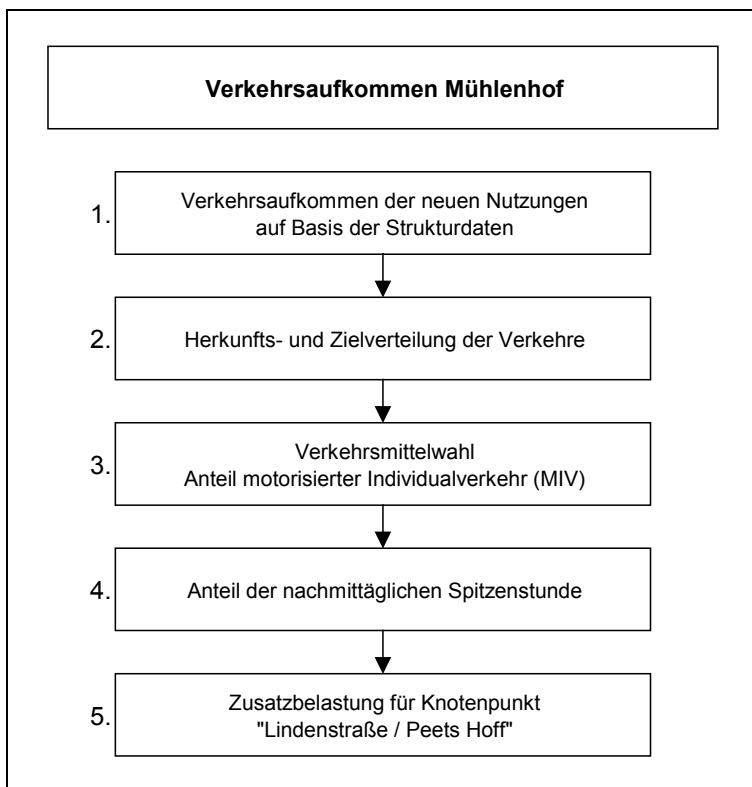 Verkehrsaufkommen Mühlenhof
1. Verkehrsaufkommen der neuen Nutzungen
auf Basis der Strukturdaten
2. Herkunfts- und Zielverteilung der Verkehre
3. Verkehrsmittelwahl
Anteil motorisierter Individualverkehr (MIV)
4. Anteil der nachmittäglichen Spitzenstunde
5. Zusatzbelastung für Knotenpunkt
"Lindenstraße / Peets Hoff"